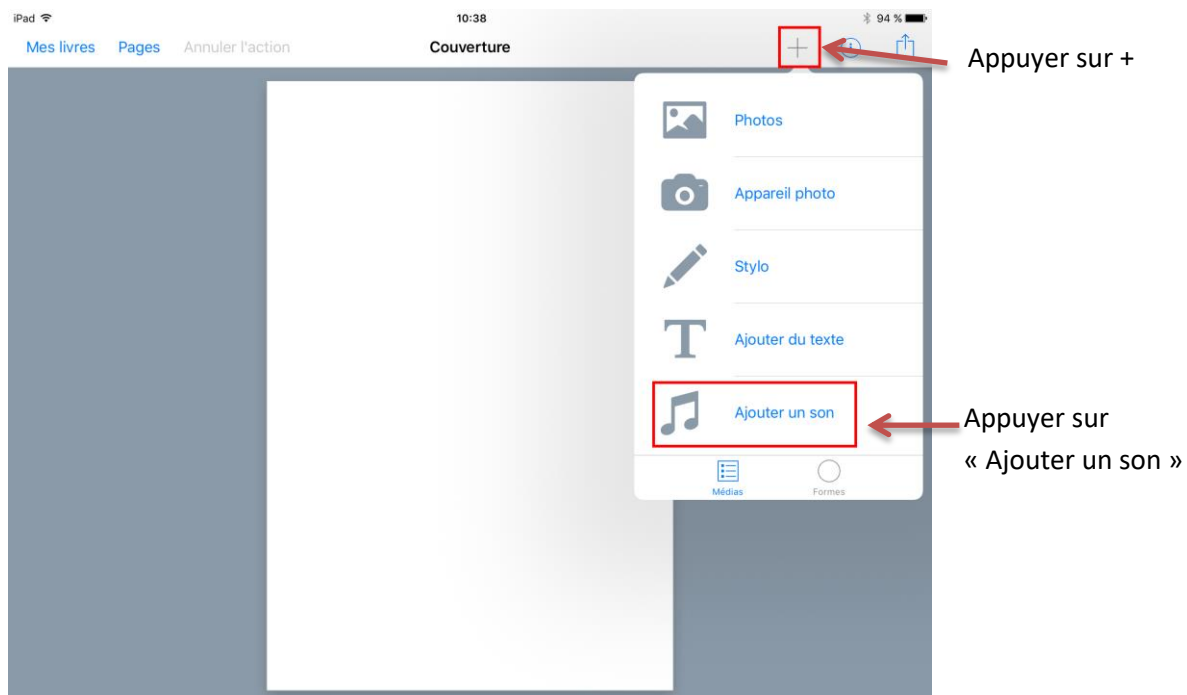 iPad 10:38 94 %
Mes livres Pages Annuler l'action Couverture
Appuyer sur +
Photos
Appareil photo
Stylo
Ajouter du texte
Ajouter un son
Appuyer sur
« Ajouter un son »
Médias Formes